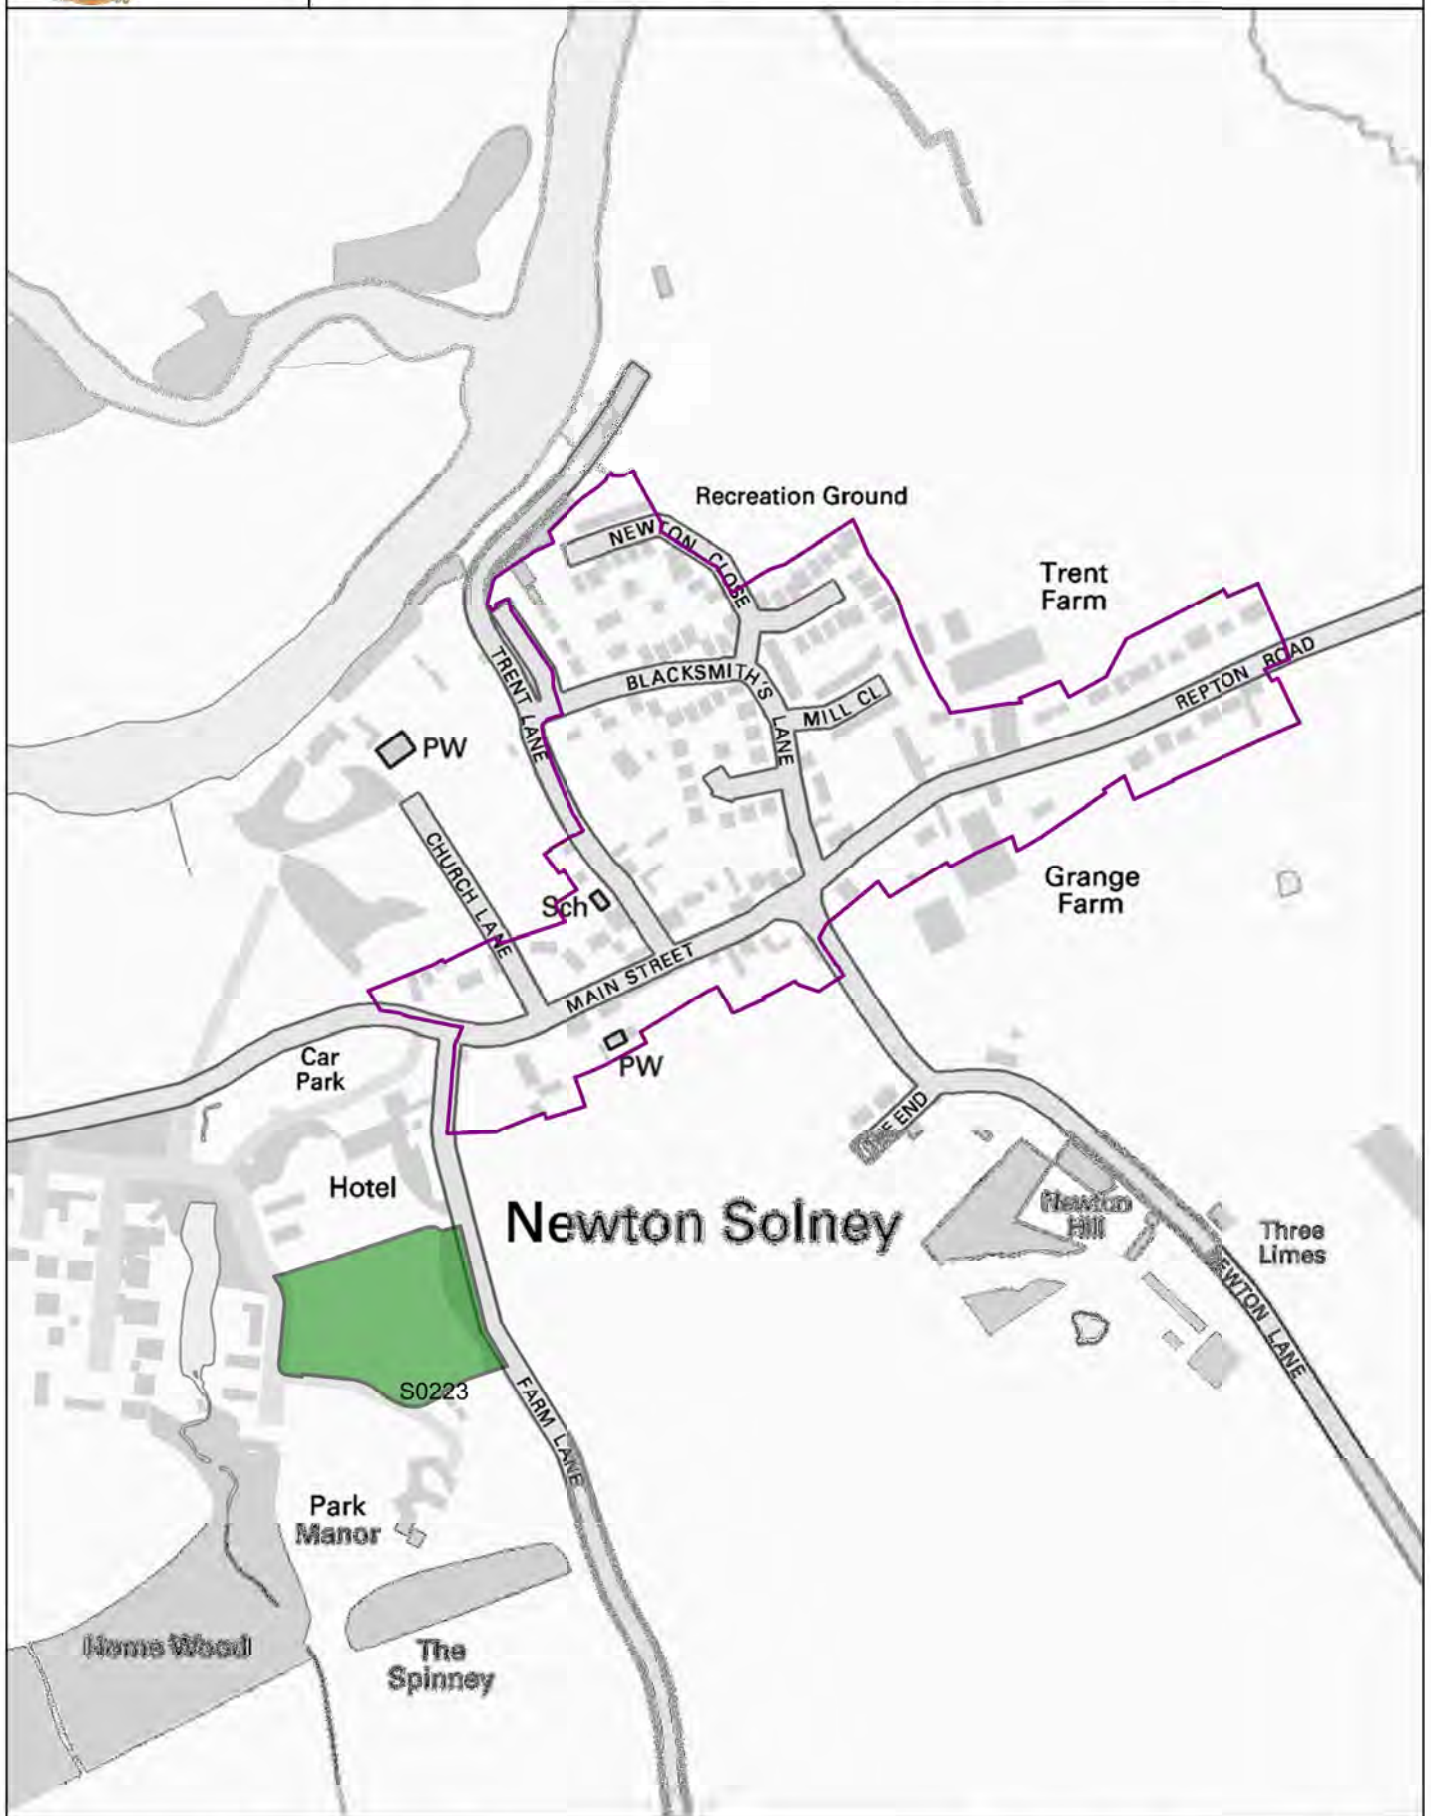 Recreation Ground
NEWTON CLOSE
Trent
Farm
REPTON ROAD
TRENT LANE
BLACKSMITH'S
LANE
MILL CL
PW
CHURCH LANE
Sch
Grange
Farm
MAIN STREET
Car
Park
PW
E END
Hotel
Newton Solney
Newton
Hill
Three
Limes
NEWTON LANE
S0223
FARM LANE
Park
Manor
Home Wood
The
Spinney